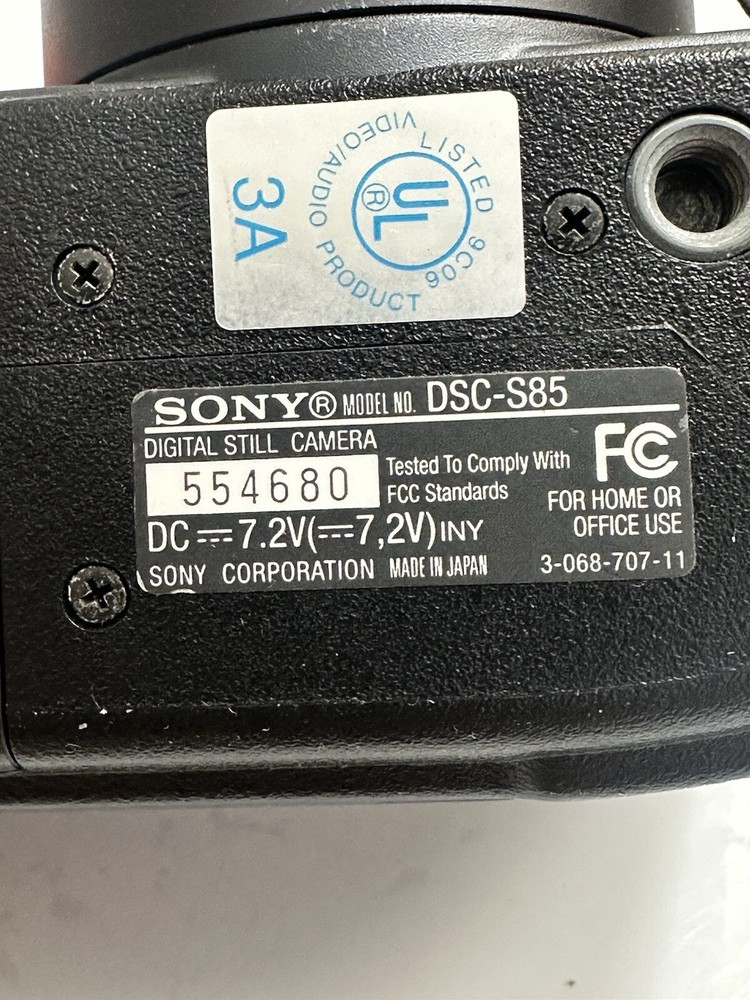 LISTED 9C06
VIDEO/AUDIO PRODUCT
UL®
3A
SONY® MODEL NO. DSC-S85
DIGITAL STILL CAMERA
554680
Tested To Comply With
FCC Standards
FC
FOR HOME OR
OFFICE USE
DC ⎓ 7.2V(⎓7,2V) INY
SONY CORPORATION MADE IN JAPAN 3-068-707-11